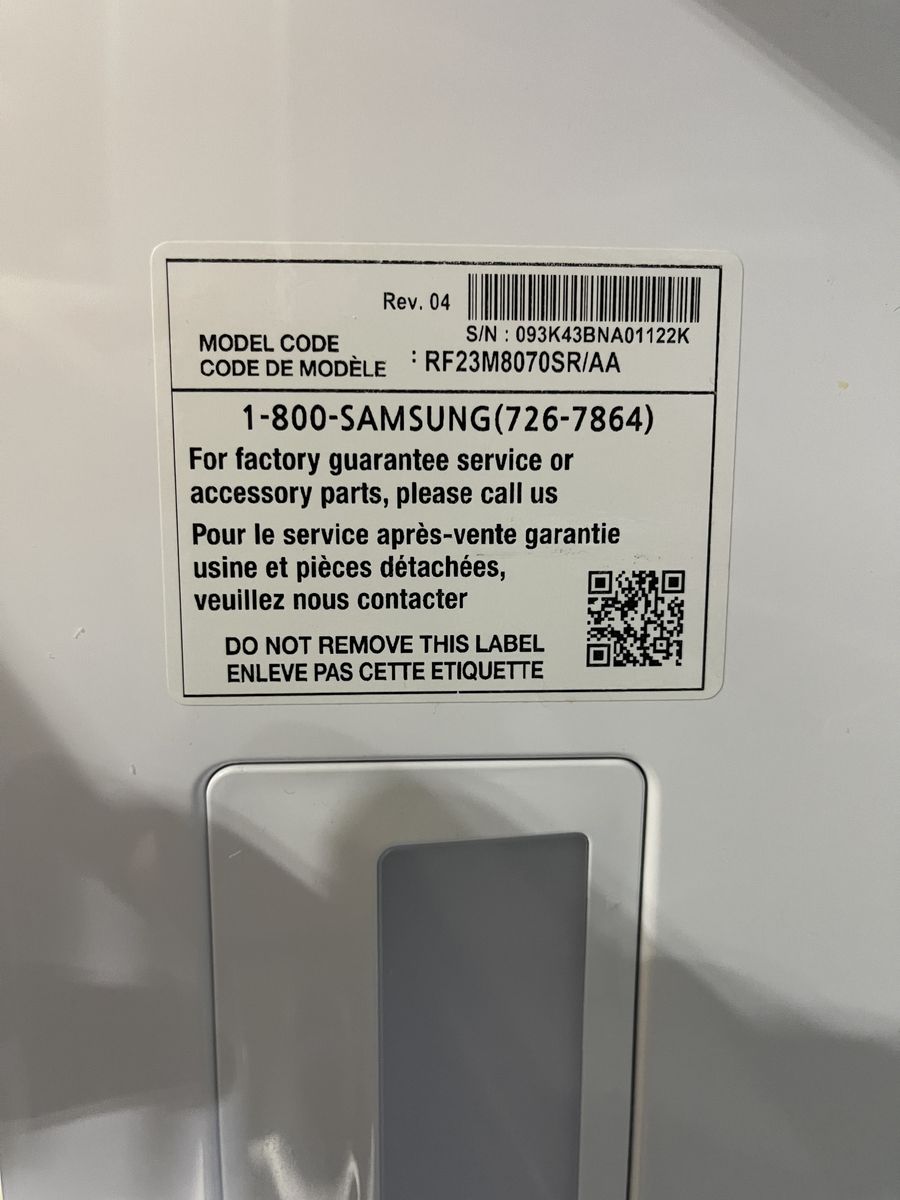 Rev. 04
S/N : 093K43BNA01122K
MODEL CODE
CODE DE MODÈLE : RF23M8070SR/AA
1-800-SAMSUNG(726-7864)
For factory guarantee service or
accessory parts, please call us
Pour le service après-vente garantie
usine et pièces détachées,
veuillez nous contacter
DO NOT REMOVE THIS LABEL
ENLEVE PAS CETTE ETIQUETTE